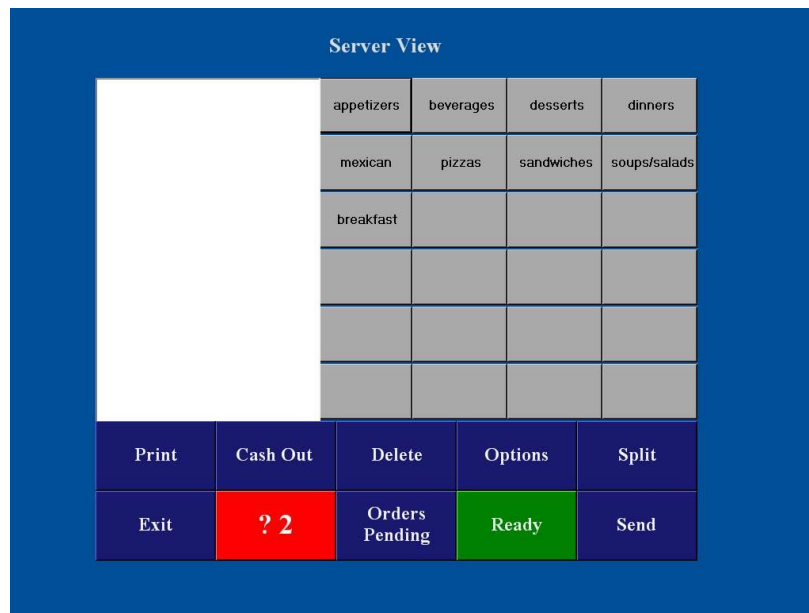 Server View
appetizers beverages desserts dinners
mexican pizzas sandwiches soups/salads
breakfast
Print Cash Out Delete Options Split
Exit ? 2 Orders Pending Ready Send